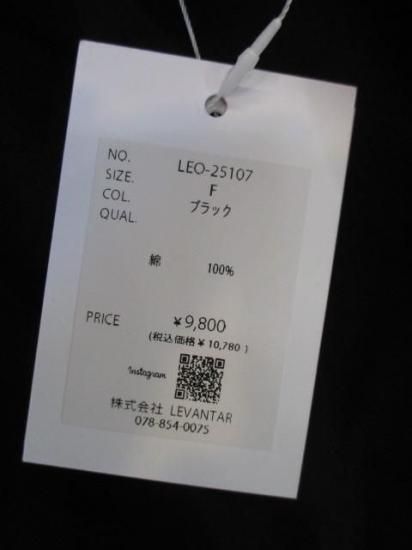 NO. LEO-25107
SIZE. F
COL. ブラック
QUAL.
綿 100%
PRICE ¥9,800
(税込価格¥10,780)
Instagram
株式会社 LEVANTAR
078-854-0075